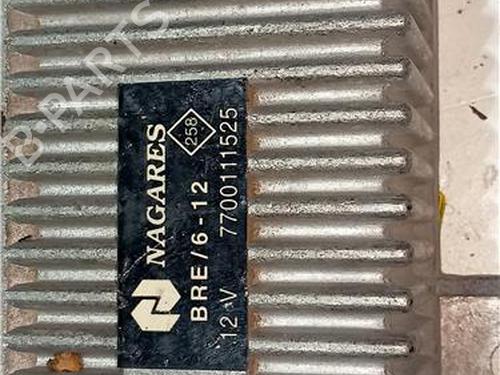 NAGARES
258
BRE/6-12
12 V 7700111525
B-PARTS